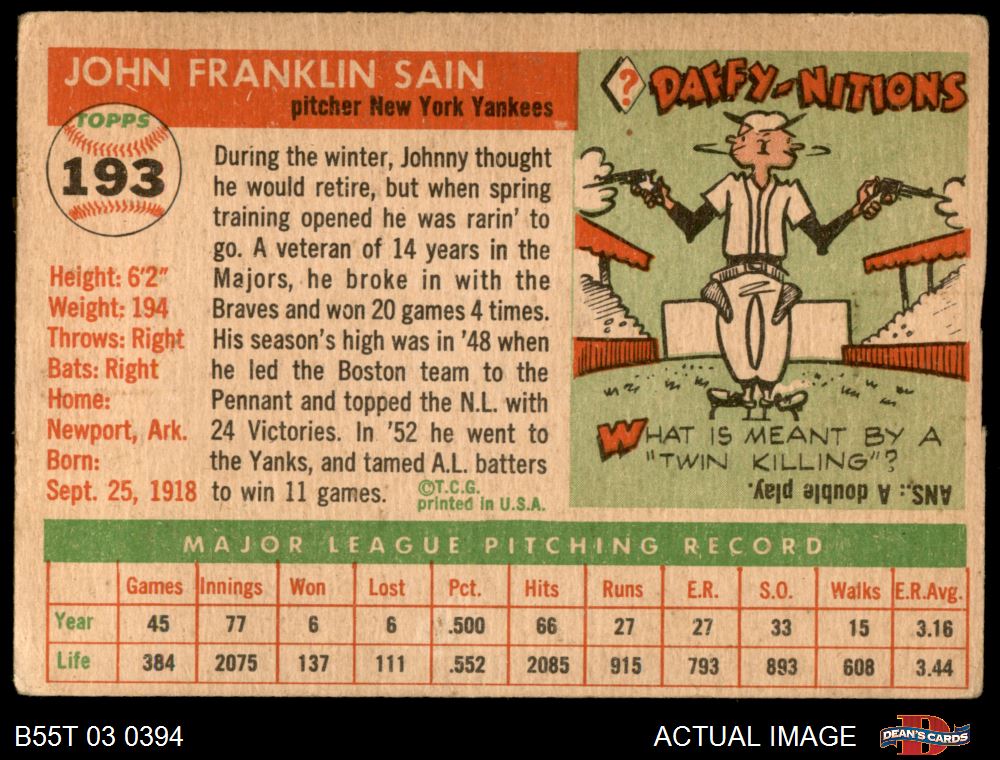 JOHN FRANKLIN SAIN
pitcher New York Yankees
TOPPS
193
Height: 6'2"
Weight: 194
Throws: Right
Bats: Right
Home:
Newport, Ark.
Born:
Sept. 25, 1918
During the winter, Johnny thought
he would retire, but when spring
training opened he was rarin' to
go. A veteran of 14 years in the
Majors, he broke in with the
Braves and won 20 games 4 times.
His season's high was in '48 when
he led the Boston team to the
Pennant and topped the N.L. with
24 Victories. In '52 he went to
the Yanks, and tamed A.L. batters
to win 11 games.
©T.C.G.
printed in U.S.A.
? DAFFY-NITIONS
WHAT IS MEANT BY A
"TWIN KILLING"?
ANS.: A double play.
MAJOR LEAGUE PITCHING RECORD
Games Innings Won Lost Pct. Hits Runs E.R. S.O. Walks E.R.Avg.
Year 45 77 6 6 .500 66 27 27 33 15 3.16
Life 384 2075 137 111 .552 2085 915 793 893 608 3.44
B55T 03 0394
ACTUAL IMAGE
D
DEAN'S CARDS